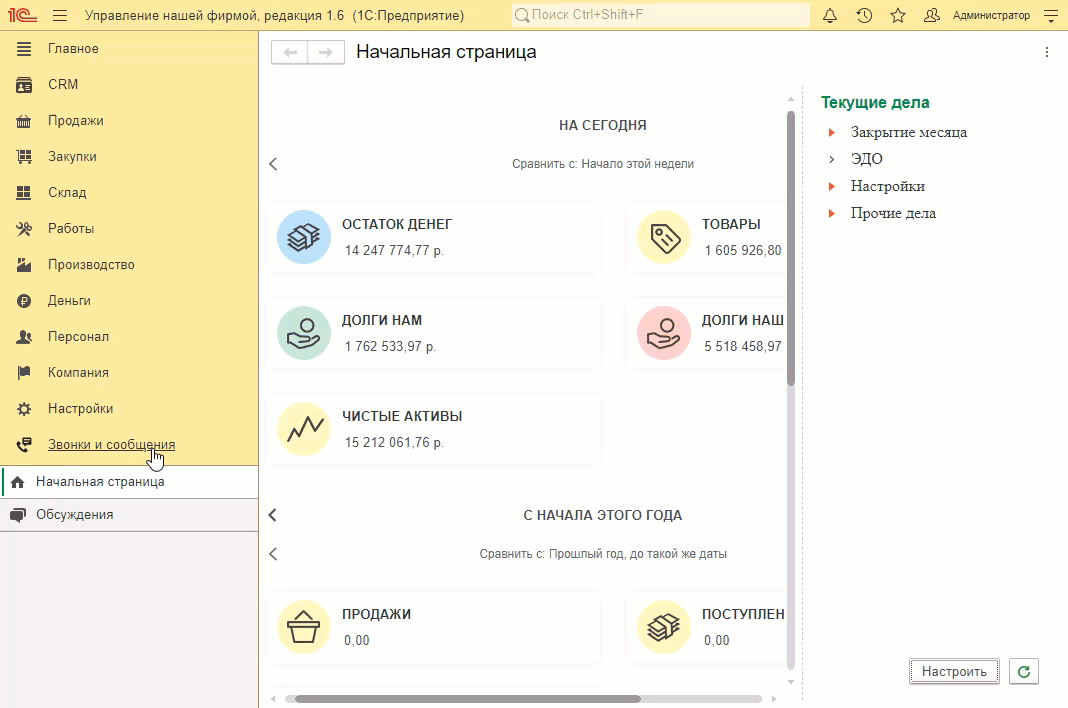 1С Управление нашей фирмой, редакция 1.6 (1С:Предприятие)
Поиск Ctrl+Shift+F
Администратор
Главное
CRM
Продажи
Закупки
Склад
Работы
Производство
Деньги
Персонал
Компания
Настройки
Звонки и сообщения
Начальная страница
Обсуждения
Начальная страница
НА СЕГОДНЯ
Сравнить с: Начало этой недели
ОСТАТОК ДЕНЕГ
14 247 774,77 р.
ТОВАРЫ
1 605 926,80
ДОЛГИ НАМ
1 762 533,97 р.
ДОЛГИ НАШ
5 518 458,97
ЧИСТЫЕ АКТИВЫ
15 212 061,76 р.
С НАЧАЛА ЭТОГО ГОДА
Сравнить с: Прошлый год, до такой же даты
ПРОДАЖИ
0,00
ПОСТУПЛЕН
0,00
Текущие дела
Закрытие месяца
ЭДО
Настройки
Прочие дела
Настроить